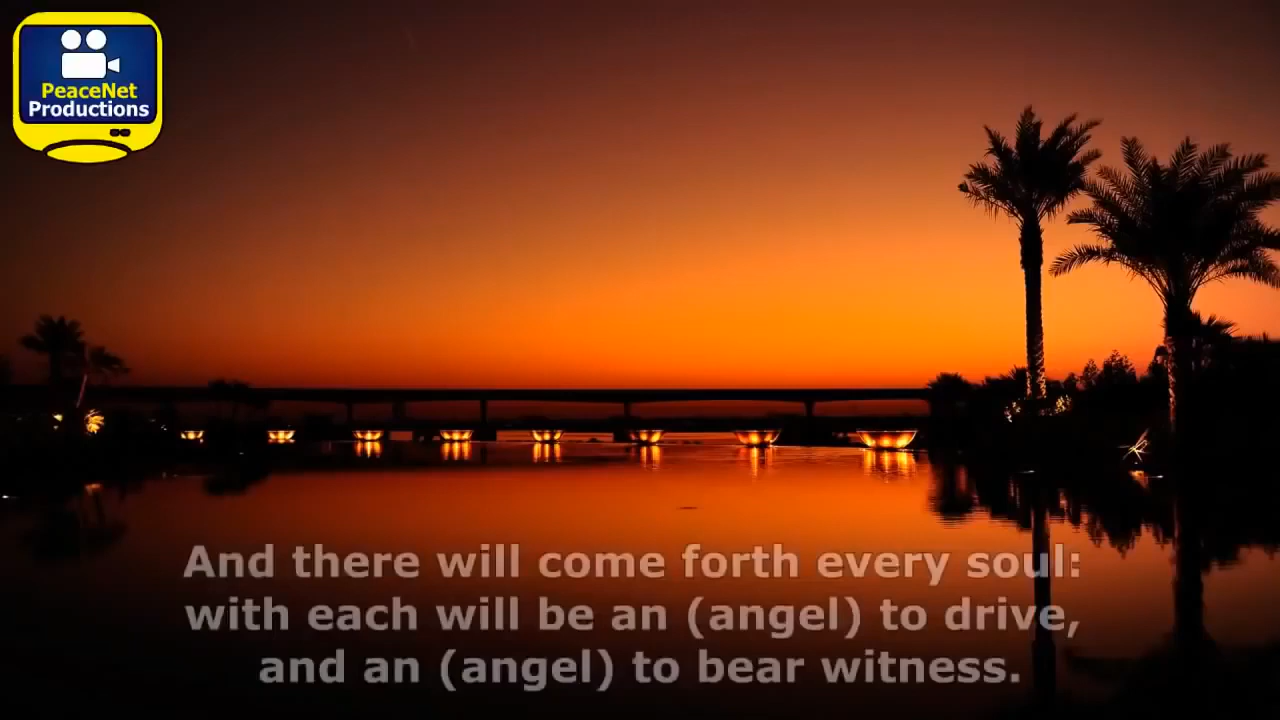 PeaceNet
Productions
And there will come forth every soul:
with each will be an (angel) to drive,
and an (angel) to bear witness.